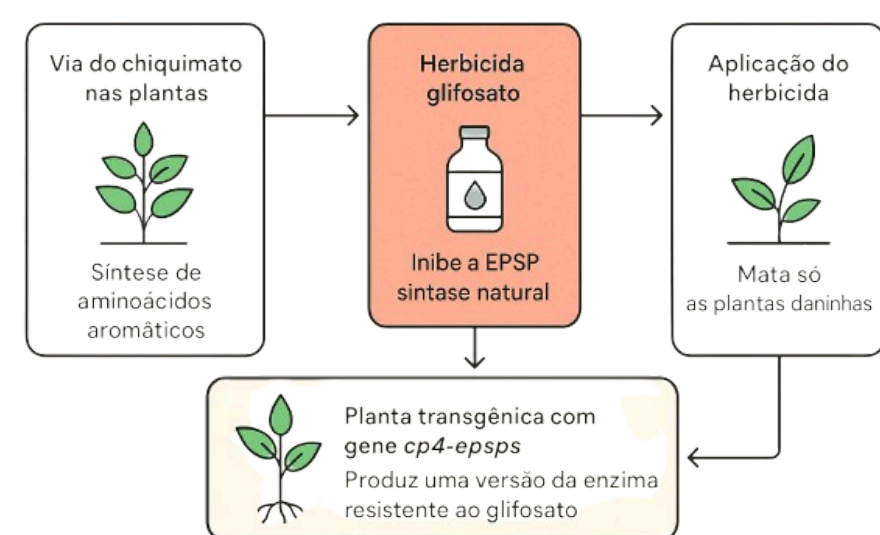 Via do chiquimato
nas plantas
Síntese de
aminoácidos
aromâticos
Herbicida
glifosato
Inibe a EPSP
sintase natural
Aplicação do
herbicida
Mata só
as plantas daninhas
Planta transgênica com
gene cp4-epsps
Produz uma versão da enzima
resistente ao glifosato